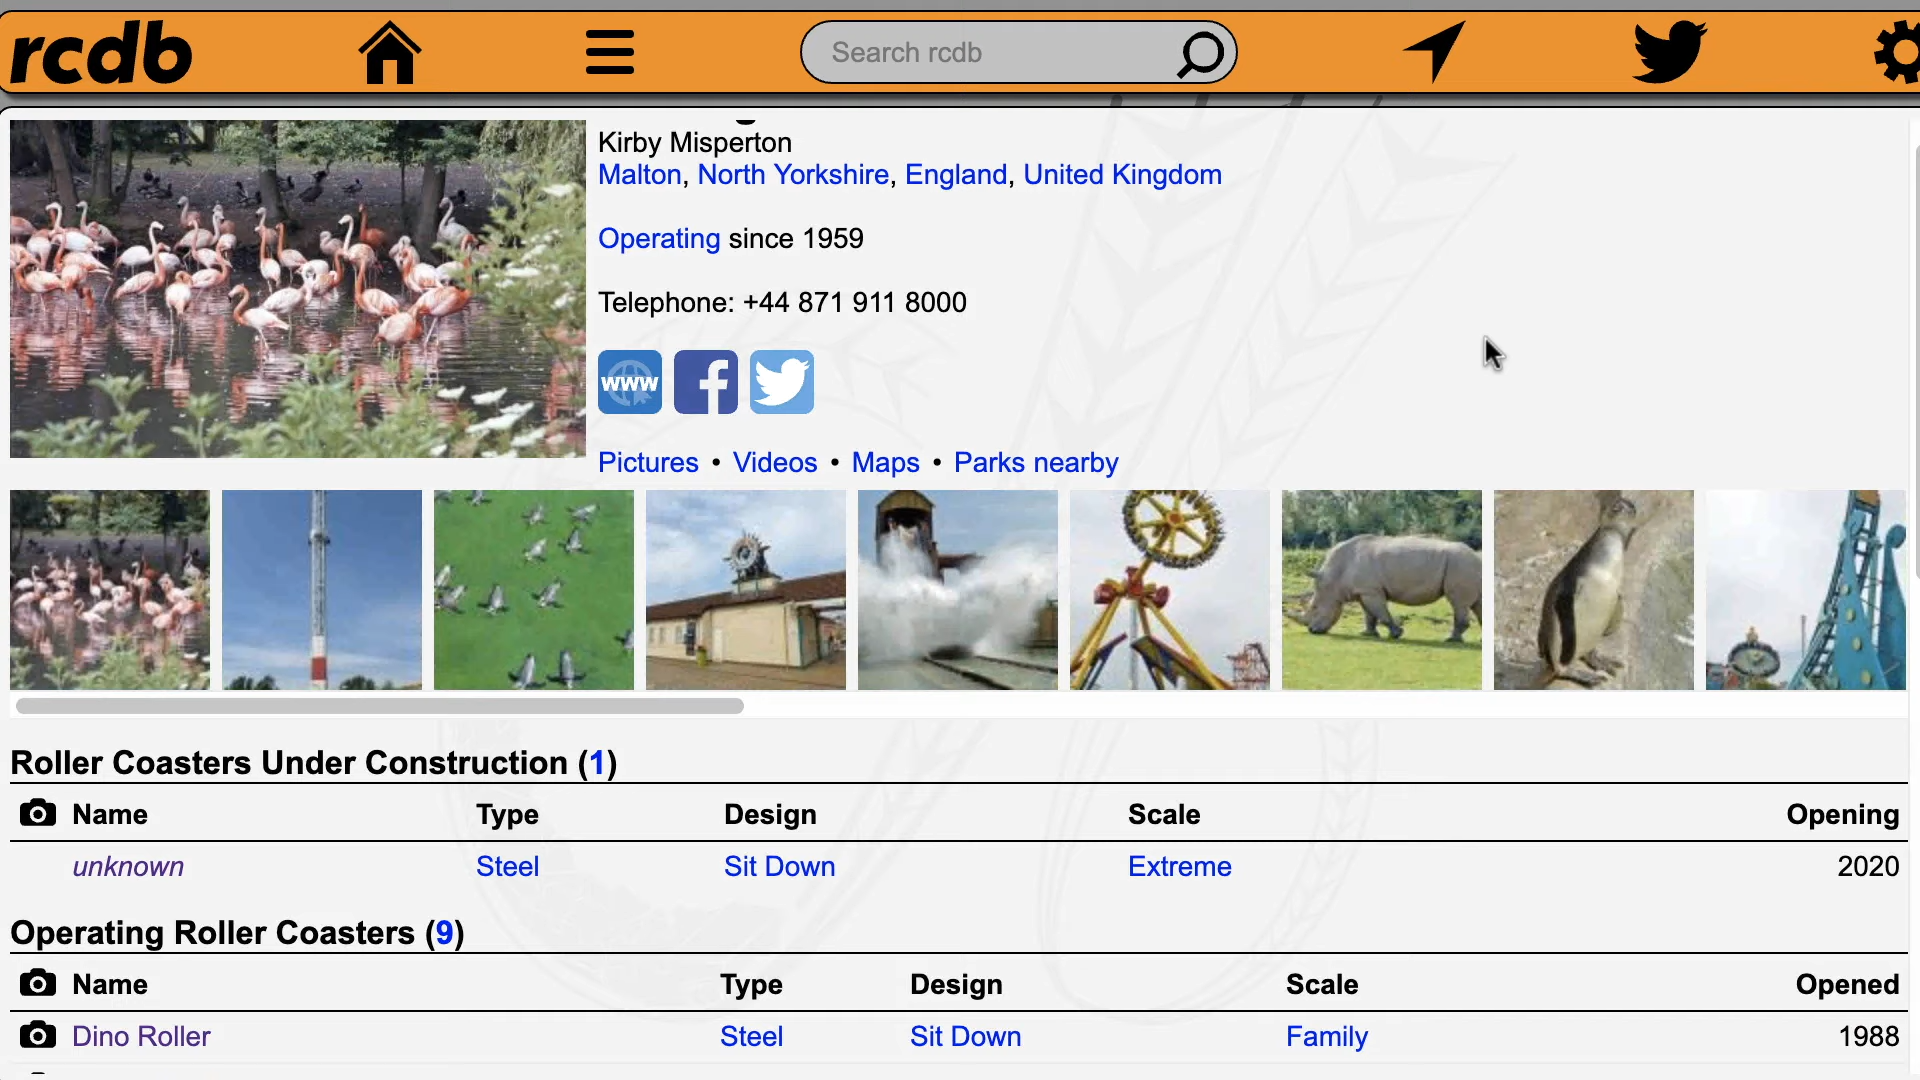 rcdb
Search rcdb
Kirby Misperton
Malton, North Yorkshire, England, United Kingdom
Operating since 1959
Telephone: +44 871 911 8000
www
Pictures • Videos • Maps • Parks nearby
Roller Coasters Under Construction (1)
Name Type Design Scale Opening
unknown Steel Sit Down Extreme 2020
Operating Roller Coasters (9)
Name Type Design Scale Opened
Dino Roller Steel Sit Down Family 1988